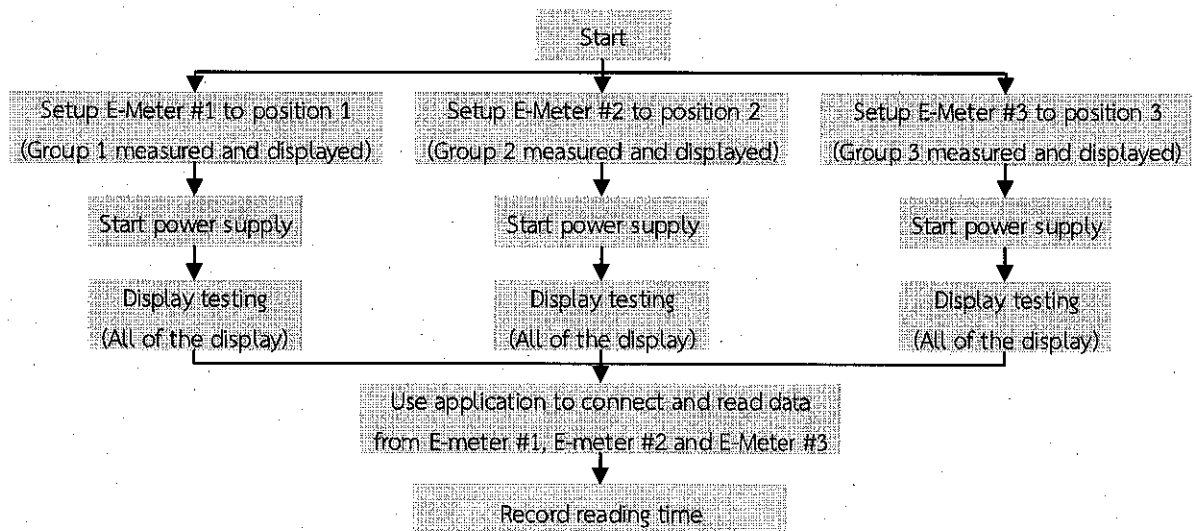 Start
Setup E-Meter #1 to position 1
(Group 1 measured and displayed)
Setup E-Meter #2 to position 2
(Group 2 measured and displayed)
Setup E-Meter #3 to position 3
(Group 3 measured and displayed)
Start power supply
Start power supply
Start power supply
Display testing
(All of the display)
Display testing
(All of the display)
Display testing
(All of the display)
Use application to connect and read data
from E-meter #1, E-meter #2 and E-Meter #3
Record reading time